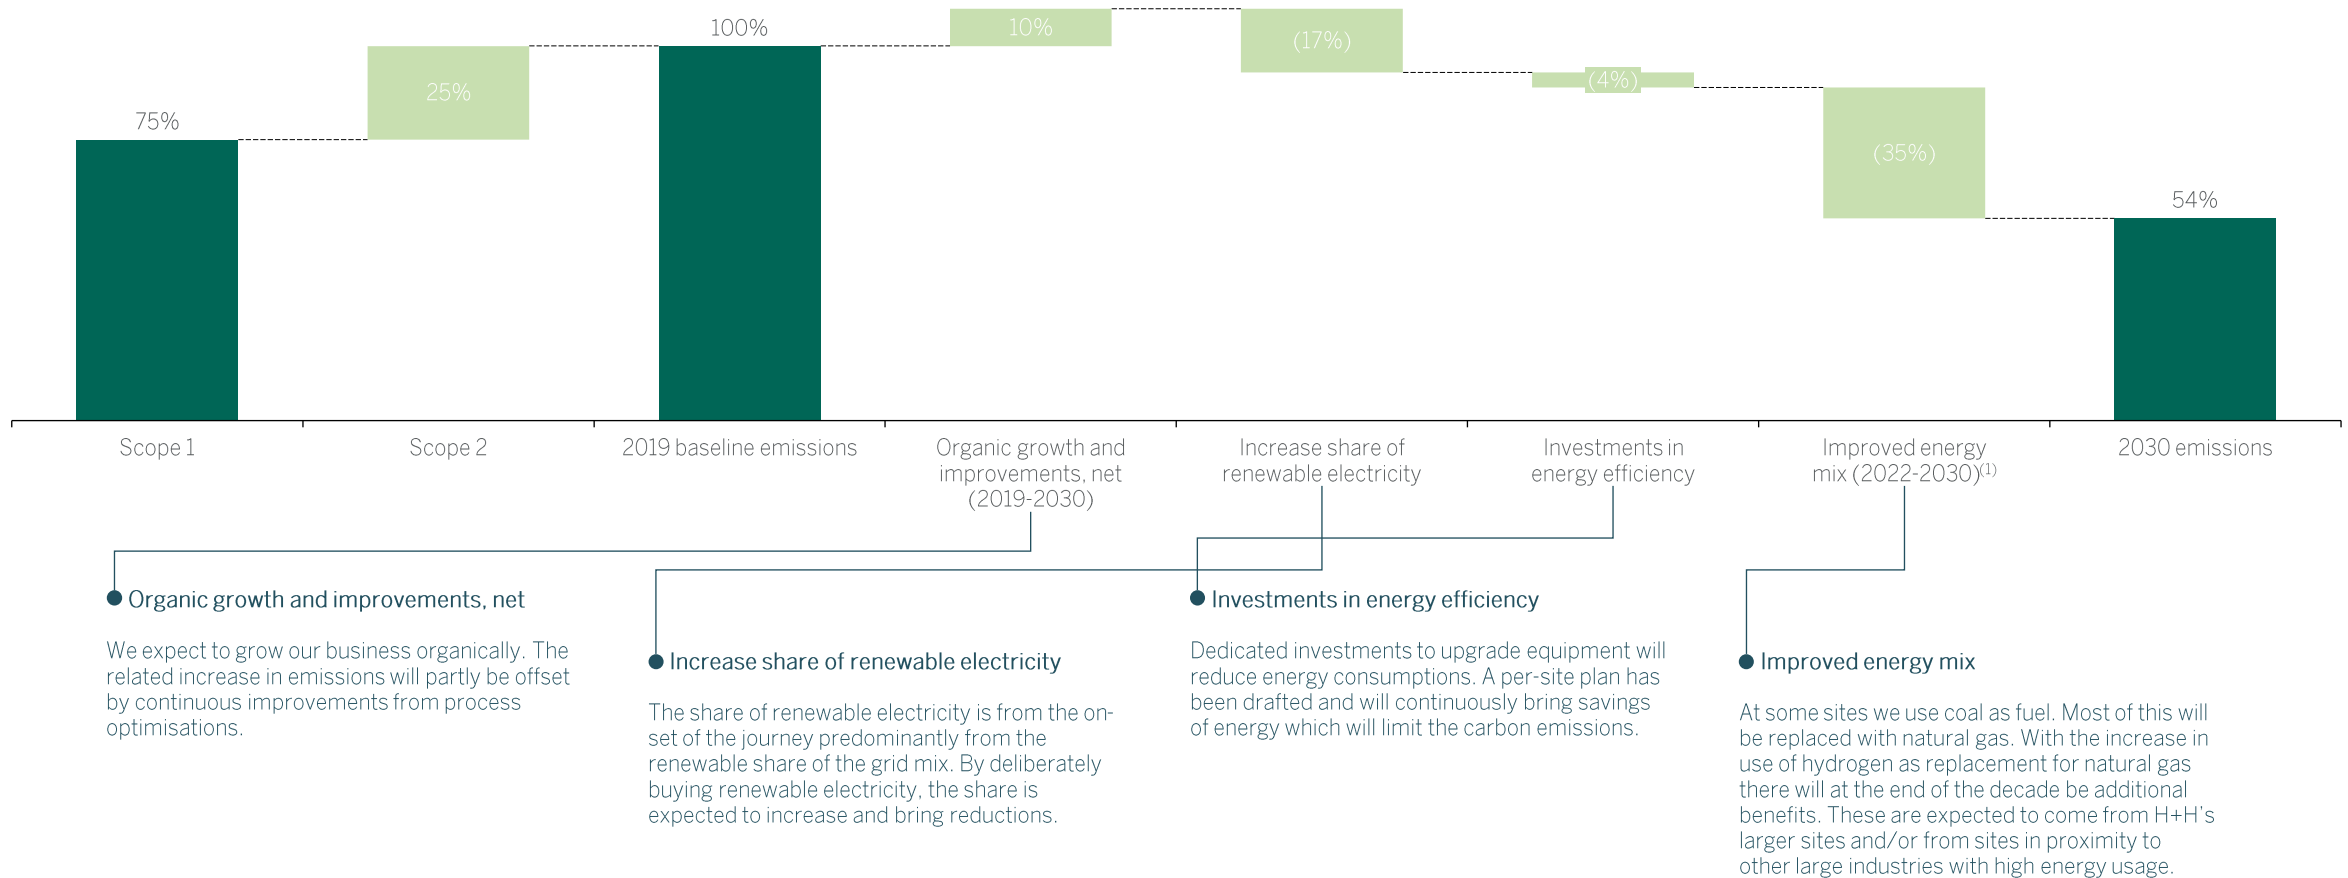 75%
25%
100%
10%
(17%)
(4%)
(35%)
54%
Scope 1
Scope 2
2019 baseline emissions
Organic growth and
improvements, net
(2019-2030)
Increase share of
renewable electricity
Investments in
energy efficiency
Improved energy
mix (2022-2030)(1)
2030 emissions
Organic growth and improvements, net
We expect to grow our business organically. The
related increase in emissions will partly be offset
by continuous improvements from process
optimisations.
Increase share of renewable electricity
The share of renewable electricity is from the on-
set of the journey predominantly from the
renewable share of the grid mix. By deliberately
buying renewable electricity, the share is
expected to increase and bring reductions.
Investments in energy efficiency
Dedicated investments to upgrade equipment will
reduce energy consumptions. A per-site plan has
been drafted and will continuously bring savings
of energy which will limit the carbon emissions.
Improved energy mix
At some sites we use coal as fuel. Most of this will
be replaced with natural gas. With the increase in
use of hydrogen as replacement for natural gas
there will at the end of the decade be additional
benefits. These are expected to come from H+H's
larger sites and/or from sites in proximity to
other large industries with high energy usage.